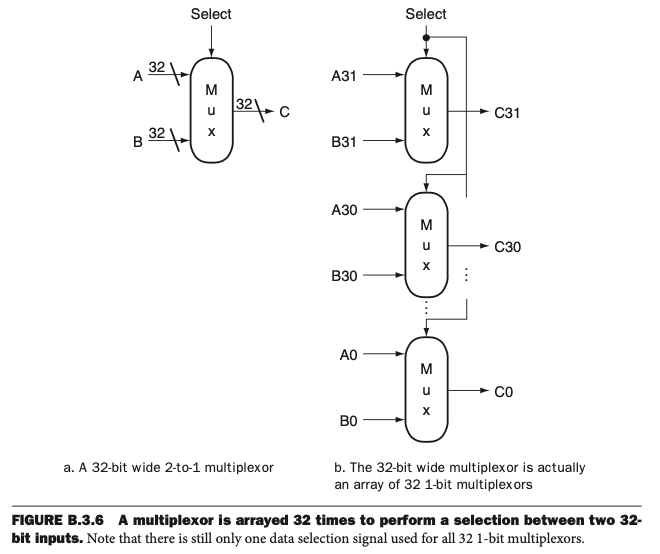 Select
A 32
B 32
M
u
x
32 C
a. A 32-bit wide 2-to-1 multiplexor
Select
A31
B31
M
u
x
C31
A30
B30
M
u
x
C30
⋮
⋮
A0
B0
M
u
x
C0
b. The 32-bit wide multiplexor is actually
an array of 32 1-bit multiplexors
FIGURE B.3.6 A multiplexor is arrayed 32 times to perform a selection between two 32-
bit inputs. Note that there is still only one data selection signal used for all 32 1-bit multiplexors.